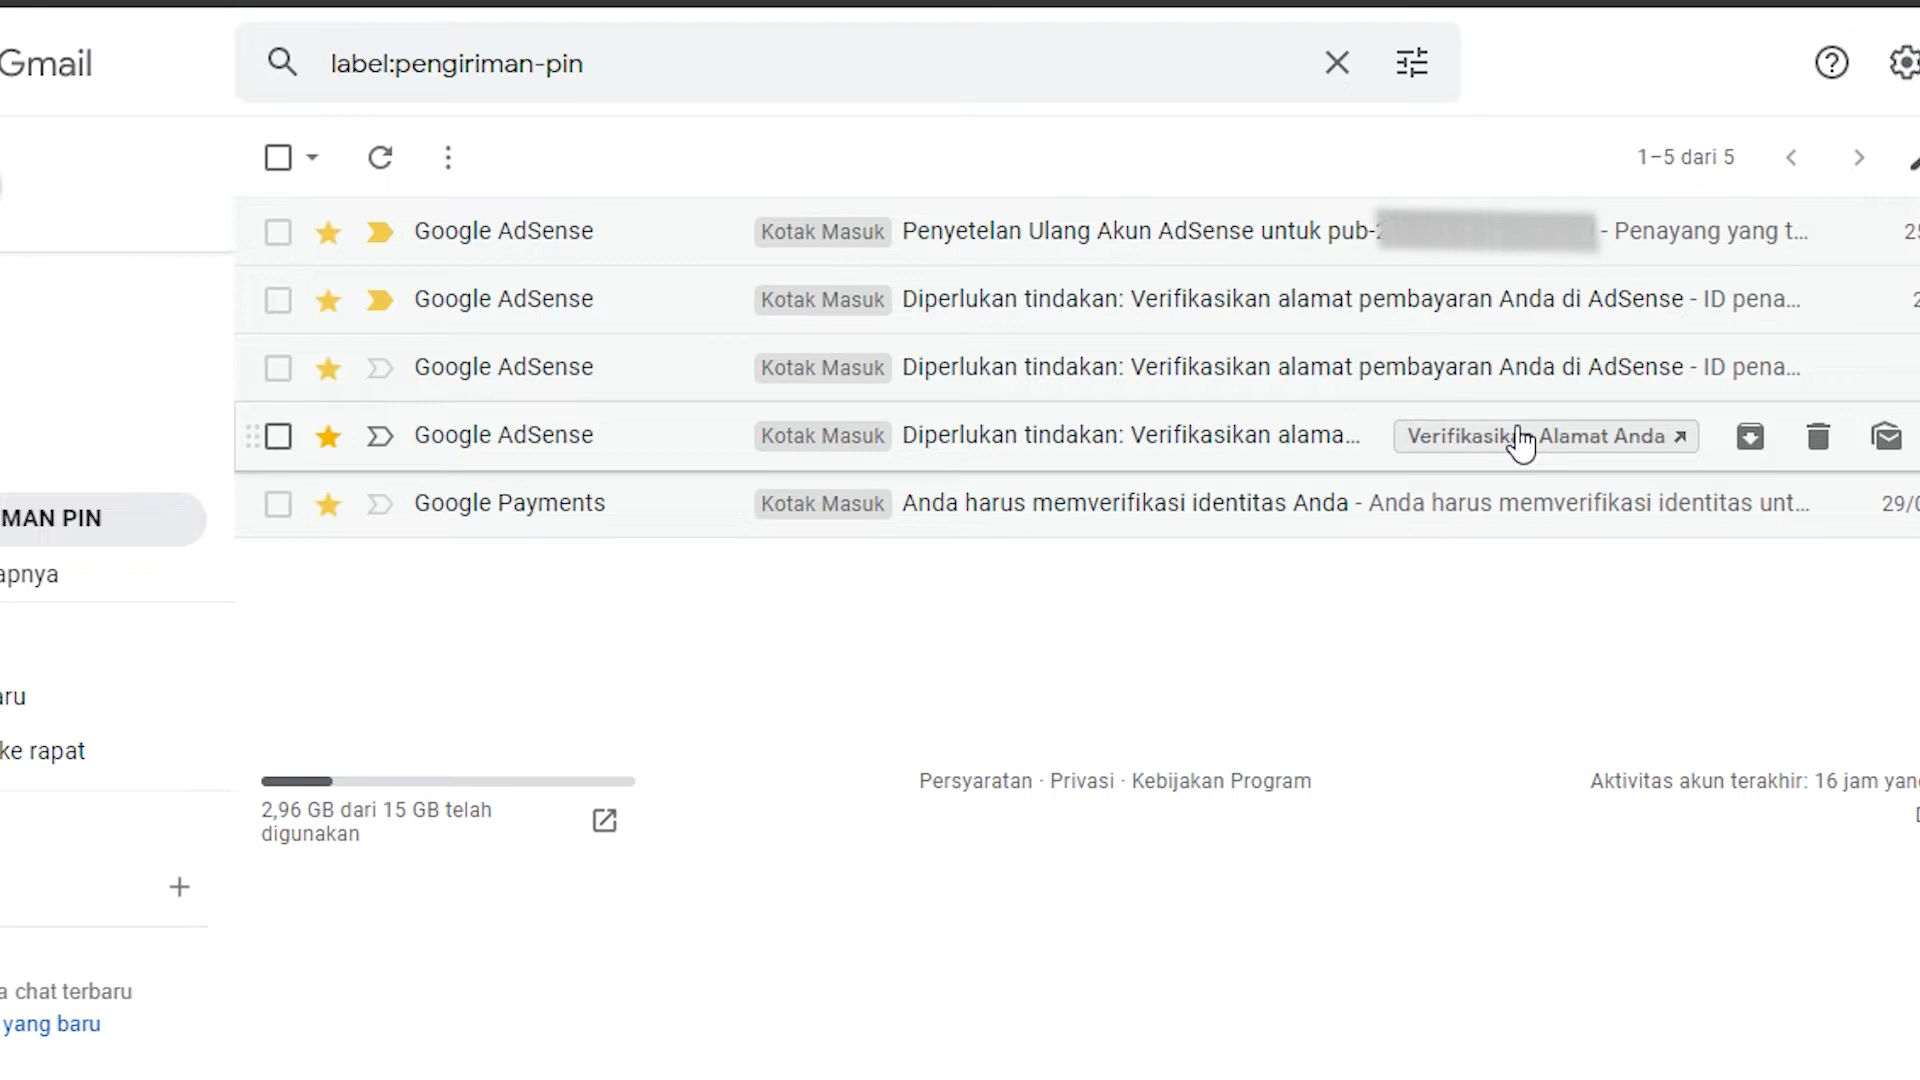 Gmail
label:pengiriman-pin
1–5 dari 5
Google AdSense Kotak Masuk Penyetelan Ulang Akun AdSense untuk pub- - Penayang yang t...
Google AdSense Kotak Masuk Diperlukan tindakan: Verifikasikan alamat pembayaran Anda di AdSense - ID pena...
Google AdSense Kotak Masuk Diperlukan tindakan: Verifikasikan alamat pembayaran Anda di AdSense - ID pena...
Google AdSense Kotak Masuk Diperlukan tindakan: Verifikasikan alama... Alamat Anda
Google Payments Kotak Masuk Anda harus memverifikasi identitas Anda - Anda harus memverifikasi identitas unt... 29/0
MAN PIN
apnya
aru
ke rapat
2,96 GB dari 15 GB telah
digunakan
Persyaratan · Privasi · Kebijakan Program
Aktivitas akun terakhir: 16 jam yang
a chat terbaru
yang baru